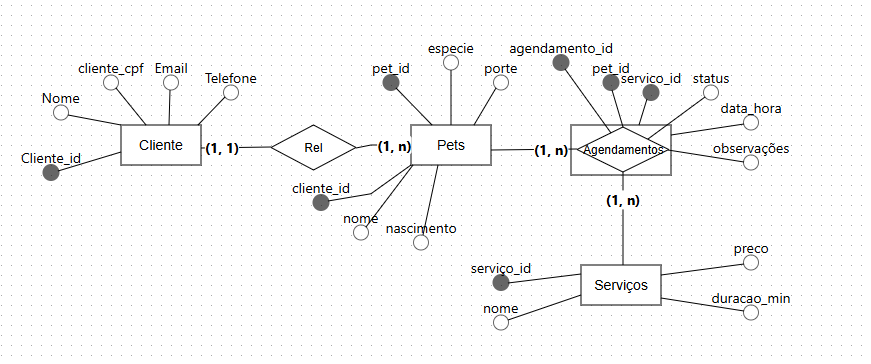 agendamento_id
especie
cliente_cpf
Email
pet_id
porte
pet_id
servico_id
status
Telefone
Nome
data_hora
Cliente
(1, 1)
Rel
(1, n)
Pets
(1, n)
Agendamentos
observações
Cliente_id
cliente_id
(1, n)
nome
nascimento
preco
serviço_id
Serviços
nome
duracao_min